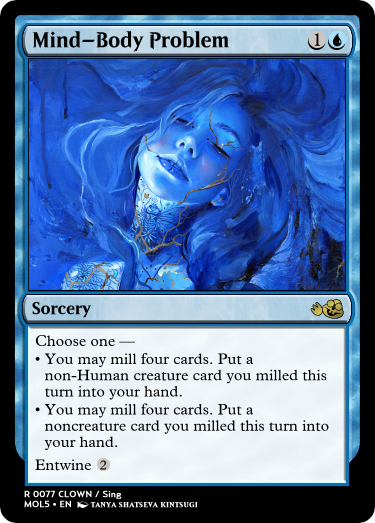 Mind–Body Problem 1
Sorcery
Choose one —
• You may mill four cards. Put a
non-Human creature card you milled this
turn into your hand.
• You may mill four cards. Put a
noncreature card you milled this turn into
your hand.
Entwine 2
R 0077 CLOWN / Sing
MOL5 • EN TANYA SHATSEVA KINTSUGI